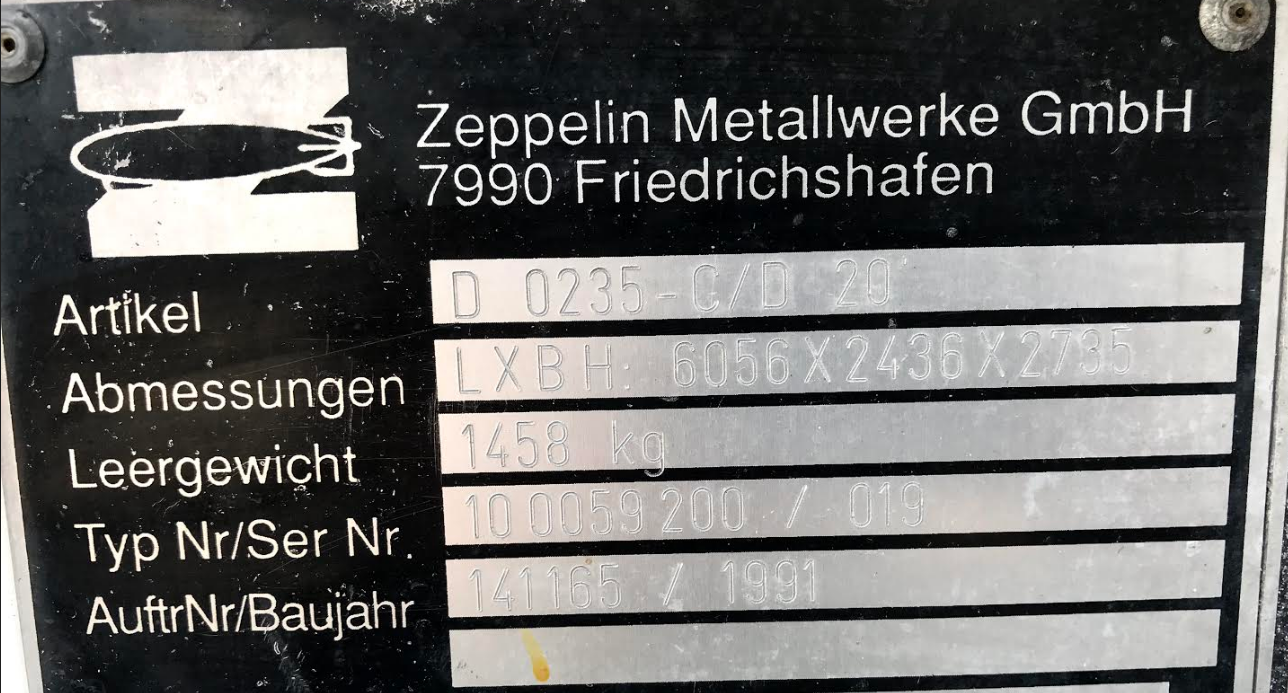 Zeppelin Metallwerke GmbH
7990 Friedrichshafen
Artikel D 0235-C/D 20'
Abmessungen LXBH: 6056X2436X2735
Leergewicht 1458 kg
Typ Nr/Ser Nr. 10 0059 200 / 019
AuftrNr/Baujahr 141165 / 1991